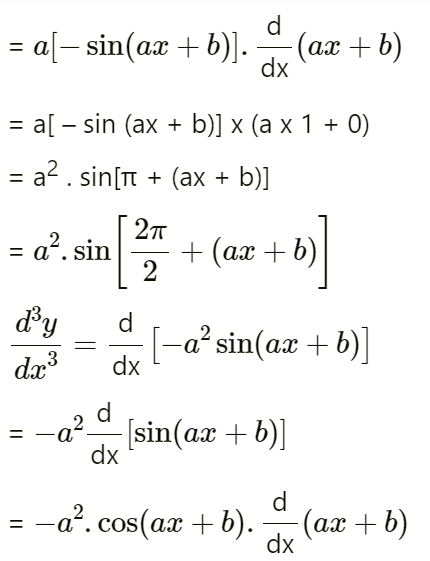 = a[− sin(ax + b)]. d/dx (ax + b)
= a[ – sin (ax + b)] x (a x 1 + 0)
= a² . sin[π + (ax + b)]
= a². sin[2π/2 + (ax + b)]
d³y/dx³ = d/dx [−a² sin(ax + b)]
= −a² d/dx [sin(ax + b)]
= −a². cos(ax + b). d/dx (ax + b)